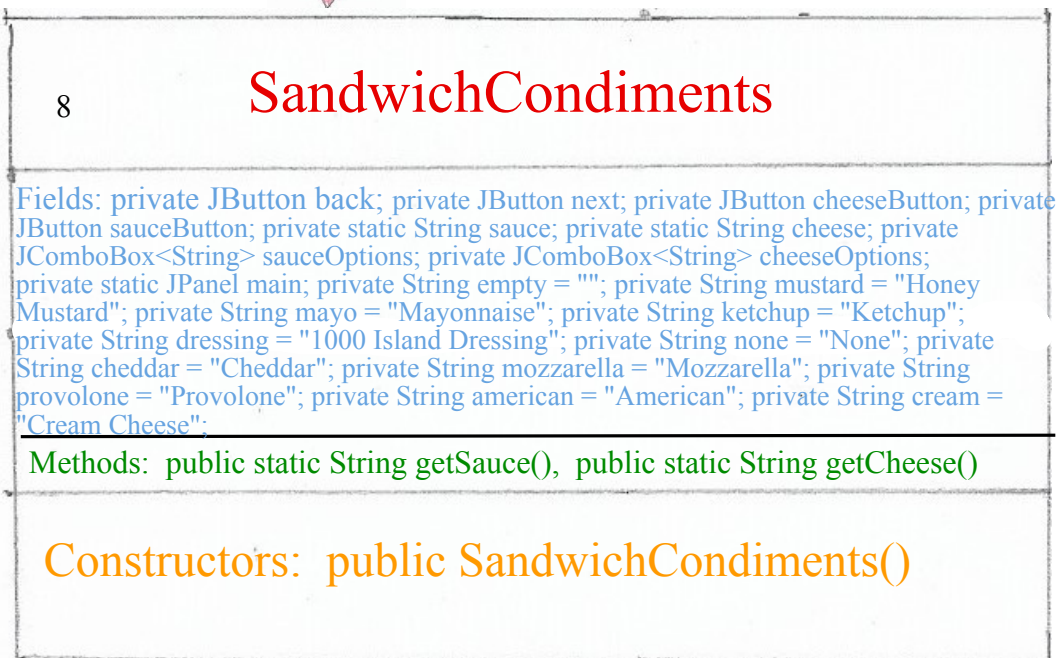 8
SandwichCondiments
Fields: private JButton back; private JButton next; private JButton cheeseButton; private
JButton sauceButton; private static String sauce; private static String cheese; private
JComboBox<String> sauceOptions; private JComboBox<String> cheeseOptions;
private static JPanel main; private String empty = ""; private String mustard = "Honey
Mustard"; private String mayo = "Mayonnaise"; private String ketchup = "Ketchup";
private String dressing = "1000 Island Dressing"; private String none = "None"; private
String cheddar = "Cheddar"; private String mozzarella = "Mozzarella"; private String
provolone = "Provolone"; private String american = "American"; private String cream =
"Cream Cheese";
Methods:  public static String getSauce(),  public static String getCheese()
Constructors:  public SandwichCondiments()